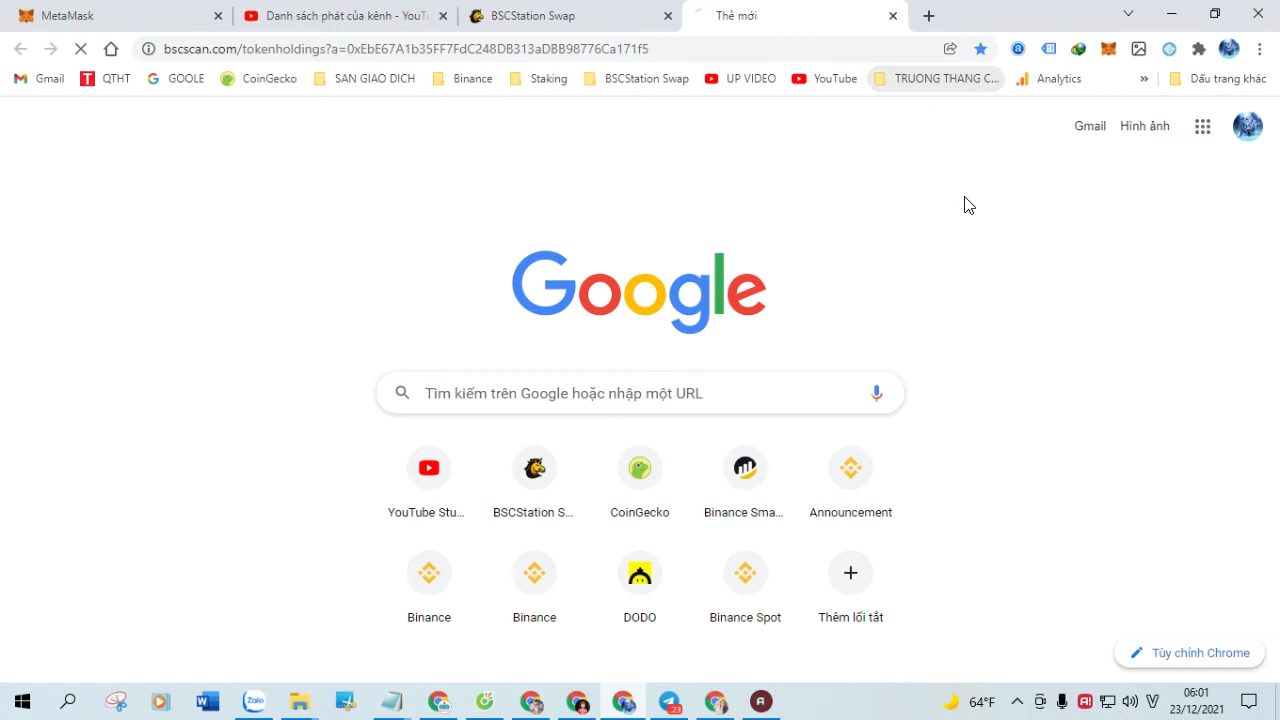 MetaMask
Danh sách phát của kênh - YouT
BSCStation Swap
Thẻ mới
bscscan.com/tokenholdings?a=0xEbE67A1b35FF7FdC248DB313aDBB98776Ca171f5
Gmail
QTHT
GOOLE
CoinGecko
SAN GIAO DICH
Binance
Staking
BSCStation Swap
UP VIDEO
YouTube
TRUONG THANG C...
Analytics
»
Dấu trang khác
Gmail
Hình ảnh
Google
Tìm kiếm trên Google hoặc nhập một URL
YouTube Stu...
BSCStation S...
CoinGecko
Binance Sma...
Announcement
Binance
Binance
DODO
Binance Spot
Thêm lối tắt
Tùy chỉnh Chrome
Zalo
23
64°F
06:01
23/12/2021